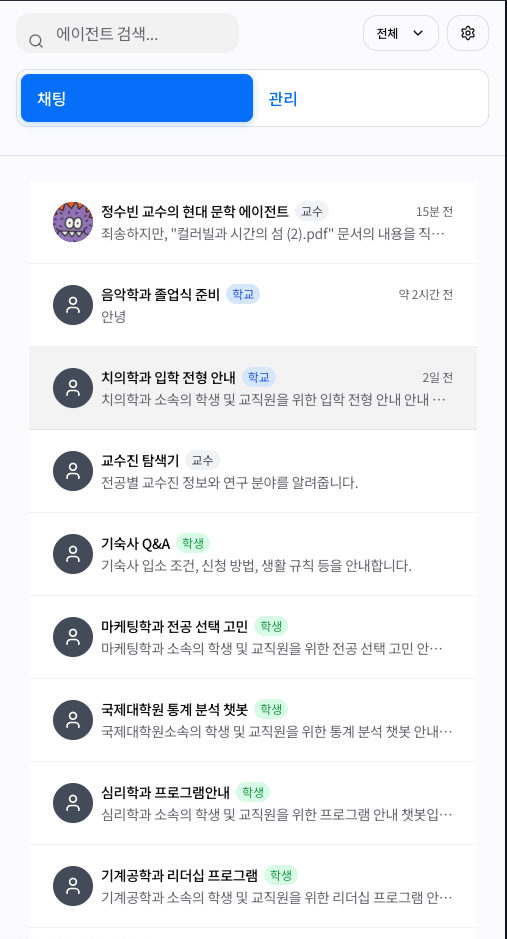 에이전트 검색...
전체
채팅
관리
정수빈 교수의 현대 문학 에이전트 교수 15분 전
죄송하지만, "컬러빌과 시간의 섬 (2).pdf" 문서의 내용을 직…
음악학과 졸업식 준비 학교 약 2시간 전
안녕
치의학과 입학 전형 안내 학교 2일 전
치의학과 소속의 학생 및 교직원을 위한 입학 전형 안내 안내 …
교수진 탐색기 교수
전공별 교수진 정보와 연구 분야를 알려줍니다.
기숙사 Q&A 학생
기숙사 입소 조건, 신청 방법, 생활 규칙 등을 안내합니다.
마케팅학과 전공 선택 고민 학생
마케팅학과 소속의 학생 및 교직원을 위한 전공 선택 고민 안…
국제대학원 통계 분석 챗봇 학생
국제대학원소속의 학생 및 교직원을 위한 통계 분석 챗봇 안내…
심리학과 프로그램안내 학생
심리학과 소속의 학생 및 교직원을 위한 프로그램 안내 챗봇입…
기계공학과 리더십 프로그램 학생
기계공학과 소속의 학생 및 교직원을 위한 리더십 프로그램 안…